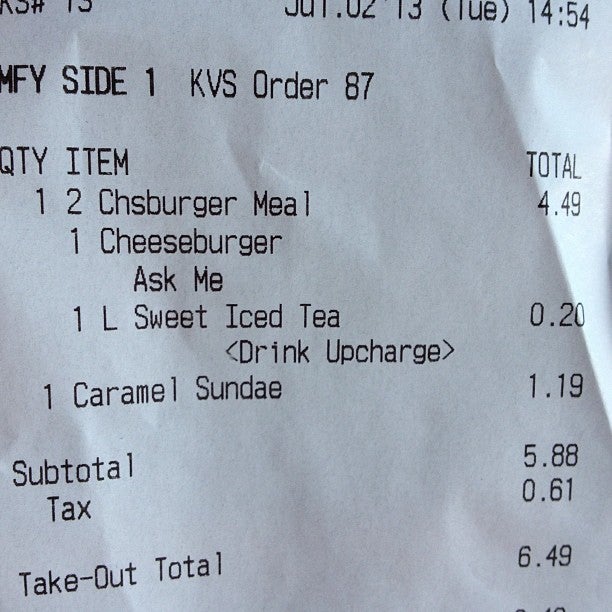 KS# 13 Jul.02'13 (Tue) 14:54
MFY SIDE 1 KVS Order 87
QTY ITEM TOTAL
1 2 Chsburger Meal 4.49
1 Cheeseburger
Ask Me
1 L Sweet Iced Tea 0.20
<Drink Upcharge>
1 Caramel Sundae 1.19
Subtotal 5.88
Tax 0.61
Take-Out Total 6.49